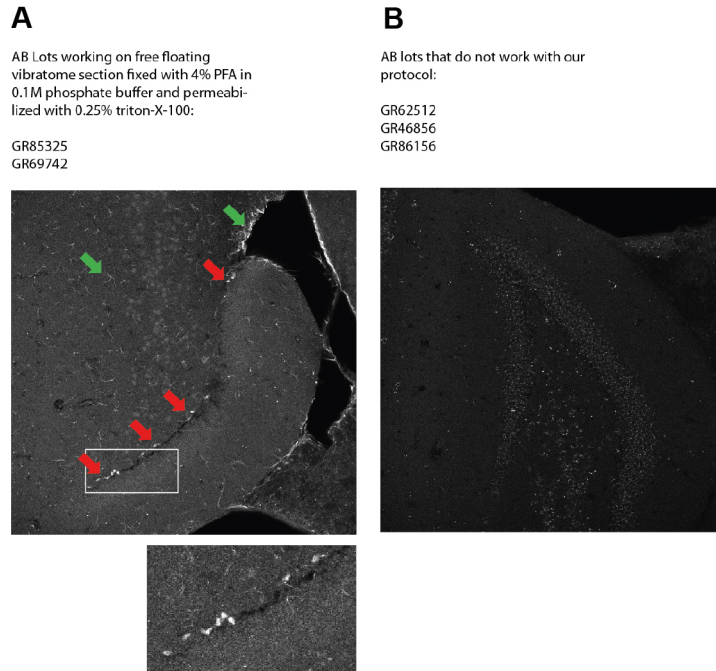 A
AB Lots working on free floating
vibratome section fixed with 4% PFA in
0.1M phosphate buffer and permeabi-
lized with 0.25% triton-X-100:
GR85325
GR69742
B
AB lots that do not work with our
protocol:
GR62512
GR46856
GR86156